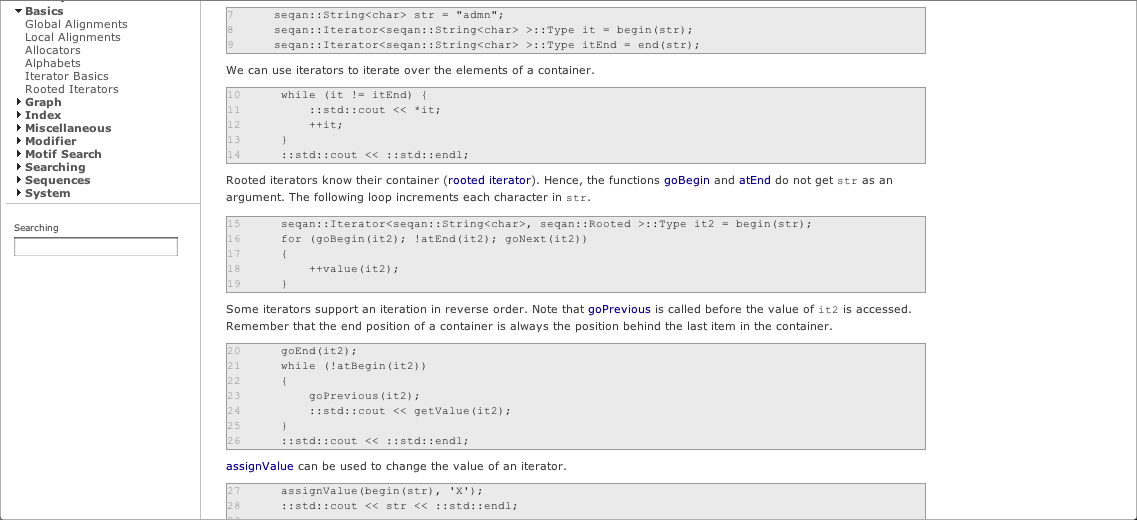 Basics
Global Alignments
Local Alignments
Allocators
Alphabets
Iterator Basics
Rooted Iterators
Graph
Index
Miscellaneous
Modifier
Motif Search
Searching
Sequences
System
Searching
7 seqan::String<char> str = "admn";
8 seqan::Iterator<seqan::String<char> >::Type it = begin(str);
9 seqan::Iterator<seqan::String<char> >::Type itEnd = end(str);
We can use iterators to iterate over the elements of a container.
10 while (it != itEnd) {
11 ::std::cout << *it;
12 ++it;
13 }
14 ::std::cout << ::std::endl;
Rooted iterators know their container (rooted iterator). Hence, the functions goBegin and atEnd do not get str as an
argument. The following loop increments each character in str.
15 seqan::Iterator<seqan::String<char>, seqan::Rooted >::Type it2 = begin(str);
16 for (goBegin(it2); !atEnd(it2); goNext(it2))
17 {
18 ++value(it2);
19 }
Some iterators support an iteration in reverse order. Note that goPrevious is called before the value of it2 is accessed.
Remember that the end position of a container is always the position behind the last item in the container.
20 goEnd(it2);
21 while (!atBegin(it2))
22 {
23 goPrevious(it2);
24 ::std::cout << getValue(it2);
25 }
26 ::std::cout << ::std::endl;
assignValue can be used to change the value of an iterator.
27 assignValue(begin(str), 'X');
28 ::std::cout << str << ::std::endl;